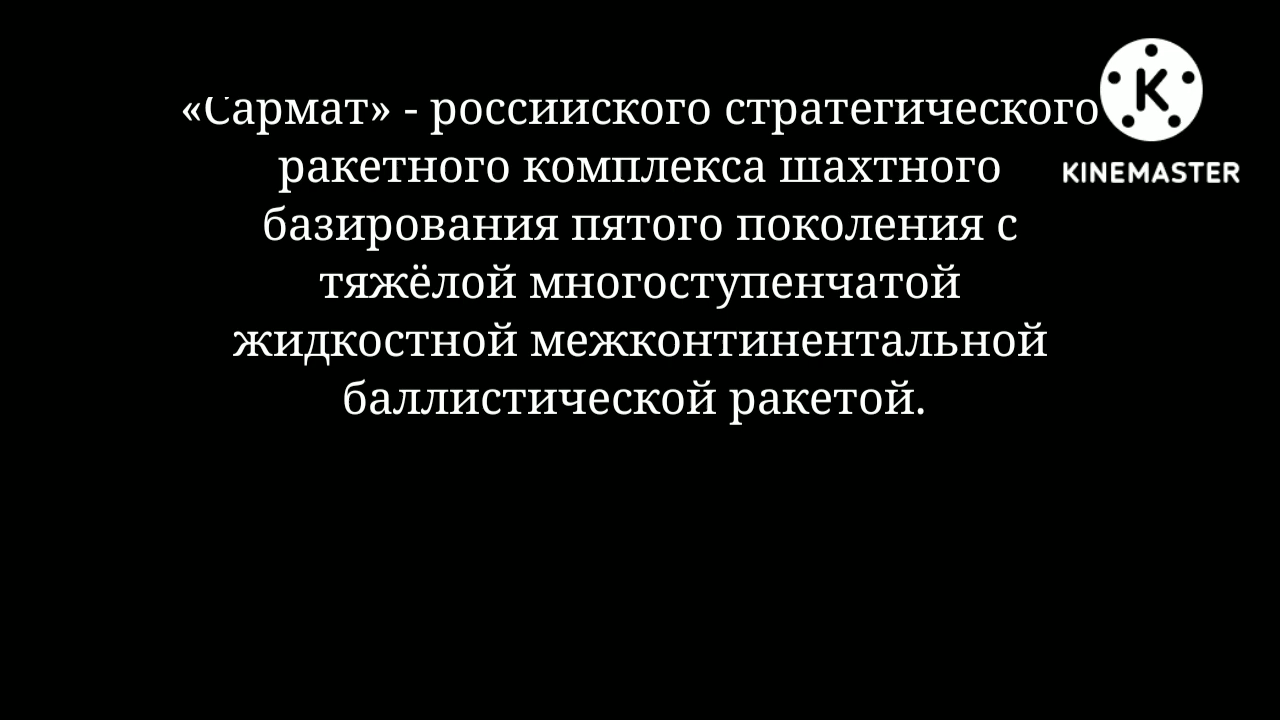 «Сармат» - российского стратегического
ракетного комплекса шахтного
базирования пятого поколения с
тяжёлой многоступенчатой
жидкостной межконтинентальной
баллистической ракетой.
K
KINEMASTER